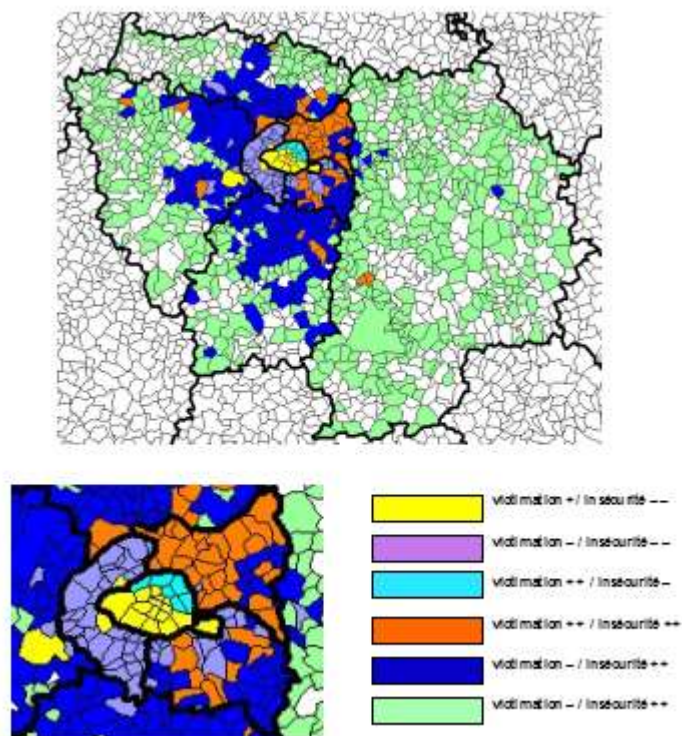 victimation + / insécurité – –
victimation – / insécurité – –
victimation ++ / insécurité –
victimation ++ / insécurité ++
victimation – / insécurité ++
victimation – / insécurité ++